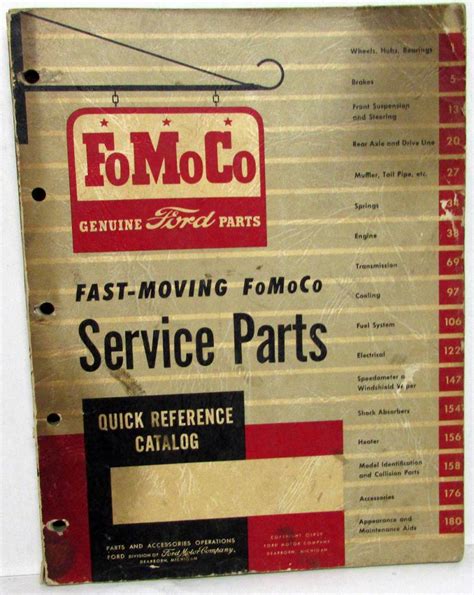 FoMoCo
GENUINE Ford PARTS
FAST-MOVING FoMoCo
Service Parts
QUICK REFERENCE
CATALOG
PARTS AND ACCESSORIES OPERATIONS
FORD DIVISION OF Ford Motor Company,
DEARBORN, MICHIGAN
COPYRIGHT
FORD MOTOR COMPANY
DEARBORN, MICHIGAN
Wheels, Hubs, Bearings 1
Brakes 5
Front Suspension
and Steering 13
Rear Axle and Drive Line 20
Muffler, Tail Pipe, etc. 27
Springs 34
Engine 38
Transmission 69
Cooling 97
Fuel System 106
Electrical 122
Speedometer
Windshield Wiper 147
Shock Absorbers 154
Heater 156
Model Identification
and Collision Parts 158
Accessories 176
Appearance and
Maintenance Aids 180